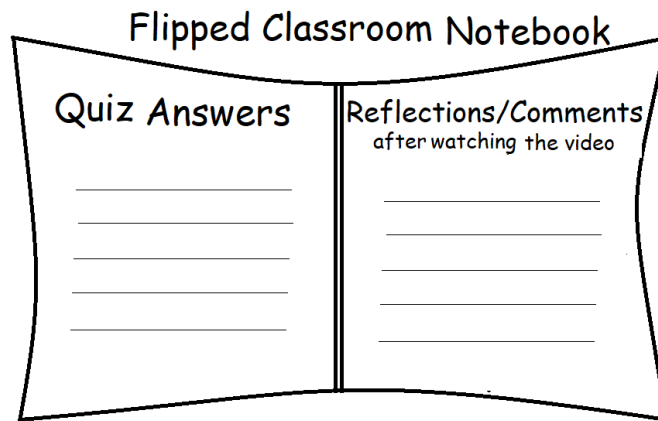 Flipped Classroom Notebook
Quiz Answers
Reflections/Comments
after watching the video